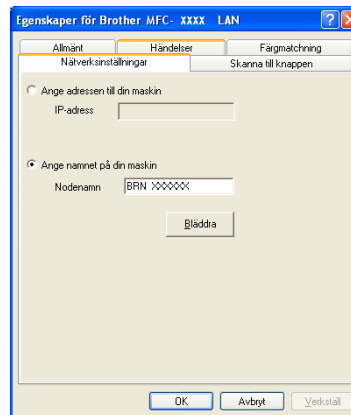 Egenskaper för Brother MFC- XXXX LAN
Allmänt Händelser Färgmatchning
Nätverksinställningar Skanna till knappen
Ange adressen till din maskin
IP-adress
Ange namnet på din maskin
Nodenamn BRN XXXXXX
Bläddra
OK Avbryt Verkställ